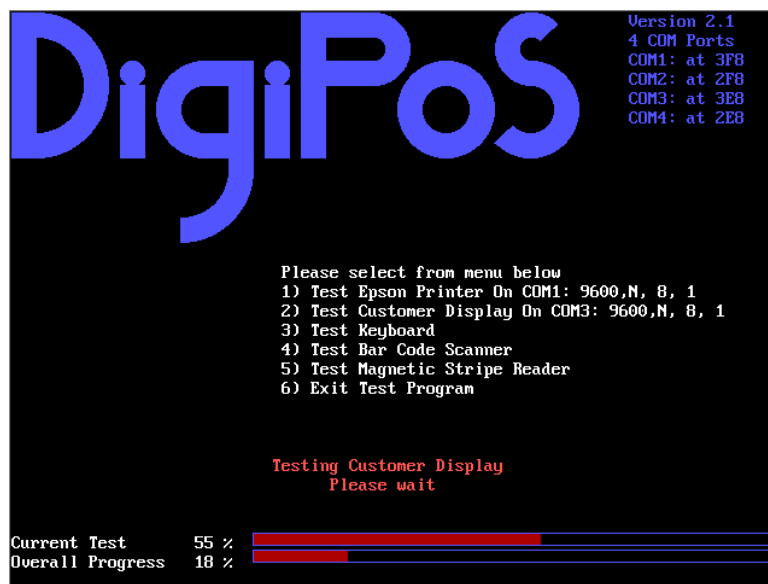 DigiPoS
Version 2.1
4 COM Ports
COM1: at 3F8
COM2: at 2F8
COM3: at 3E8
COM4: at 2E8
Please select from menu below
1) Test Epson Printer On COM1: 9600,N, 8, 1
2) Test Customer Display On COM3: 9600,N, 8, 1
3) Test Keyboard
4) Test Bar Code Scanner
5) Test Magnetic Stripe Reader
6) Exit Test Program
Testing Customer Display
Please wait
Current Test 55 %
Overall Progress 18 %